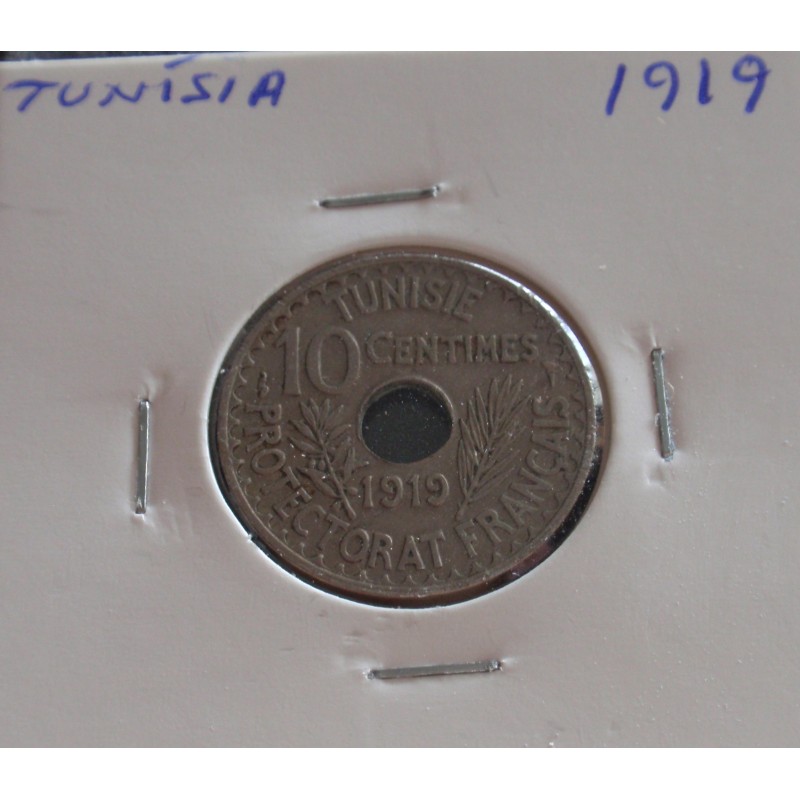 TUNÍSIA 1919
TUNISIE
10 CENTIMES
1919
PROTECTORAT FRANÇAIS